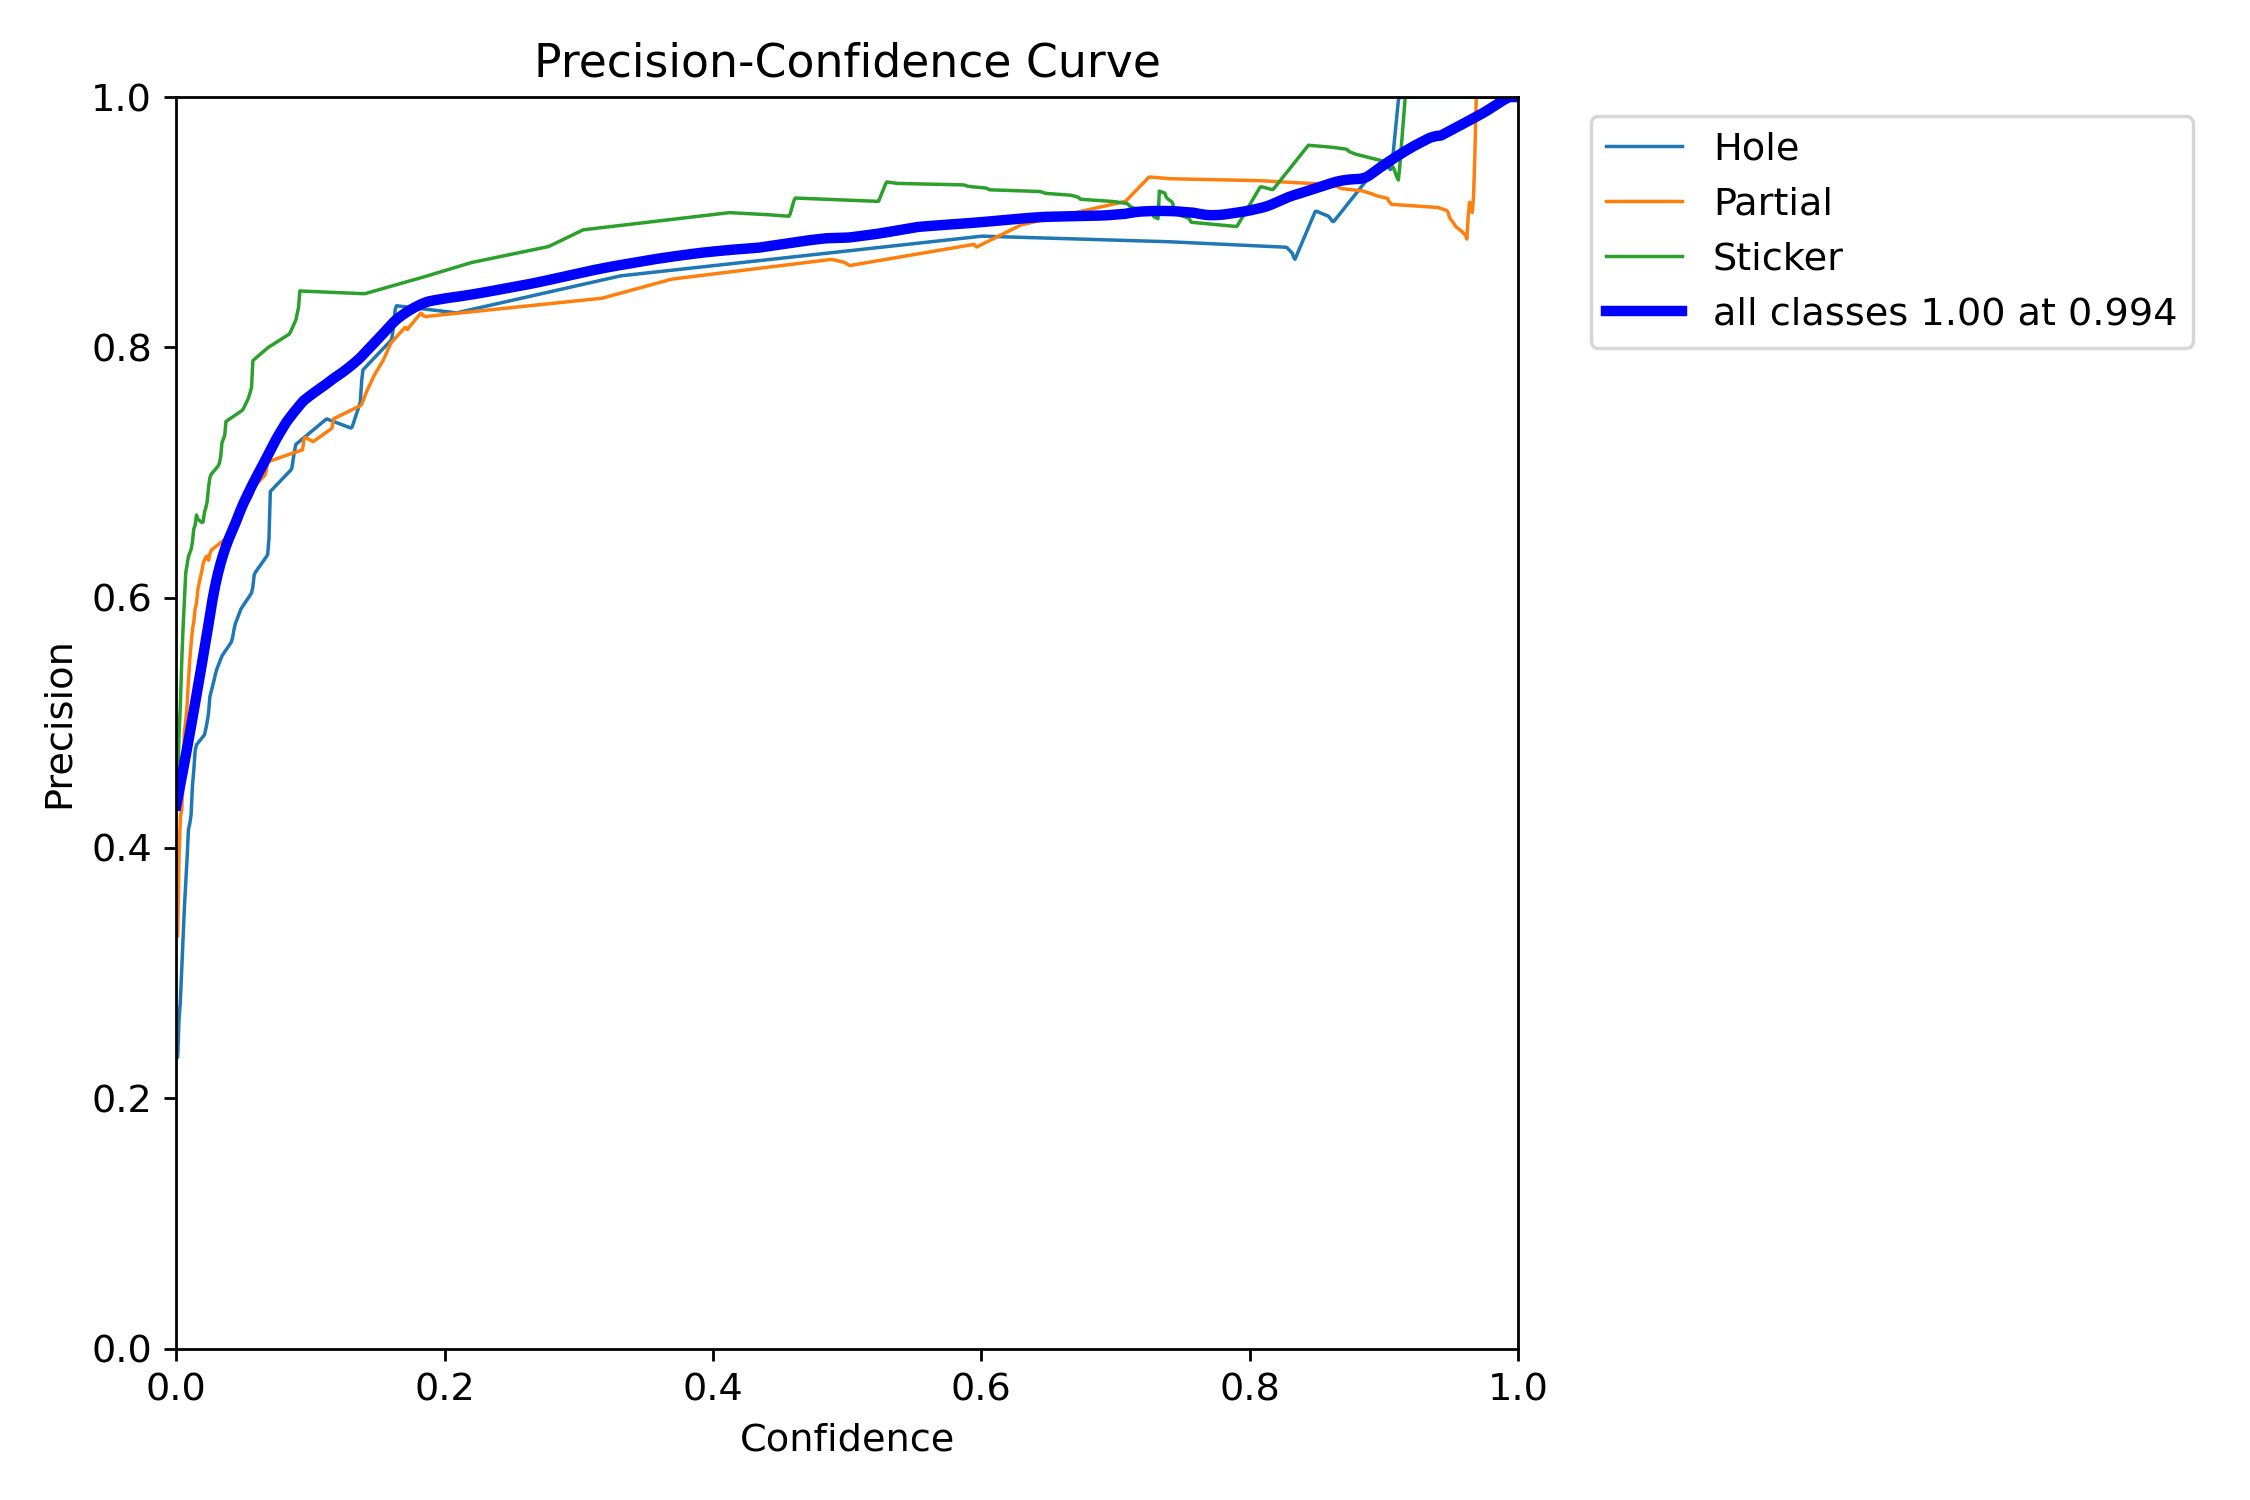 Precision-Confidence Curve
1.0
0.8
0.6
0.4
0.2
0.0
Precision
0.0 0.2 0.4 0.6 0.8 1.0
Confidence
Hole
Partial
Sticker
all classes 1.00 at 0.994